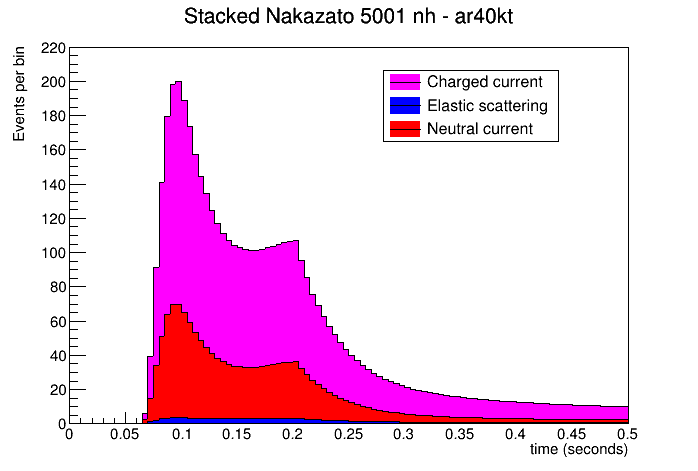 Stacked Nakazato 5001 nh - ar40kt
Events per bin
220
200
180
160
140
120
100
80
60
40
20
0
Charged current
Elastic scattering
Neutral current
0 0.05 0.1 0.15 0.2 0.25 0.3 0.35 0.4 0.45 0.5
time (seconds)